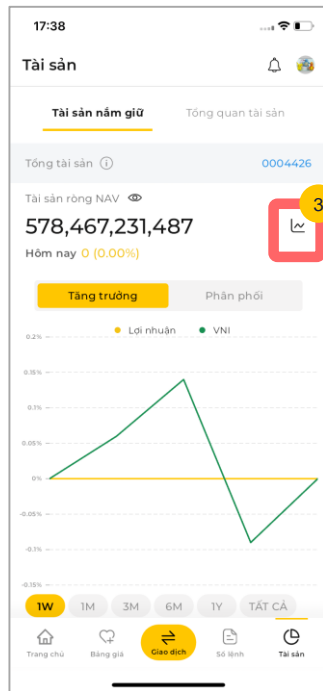 17:38
Tài sản
Tài sản nắm giữ Tổng quan tài sản
Tổng tài sản 0004426
Tài sản ròng NAV
3
578,467,231,487
Hôm nay 0 (0.00%)
Tăng trưởng Phân phối
Lợi nhuận VNI
0.2%
0.15%
0.1%
0.05%
0%
-0.05%
-0.1%
-0.15%
1W 1M 3M 6M 1Y TẤT CẢ
Trang chủ Bảng giá Giao dịch Sổ lệnh Tài sản